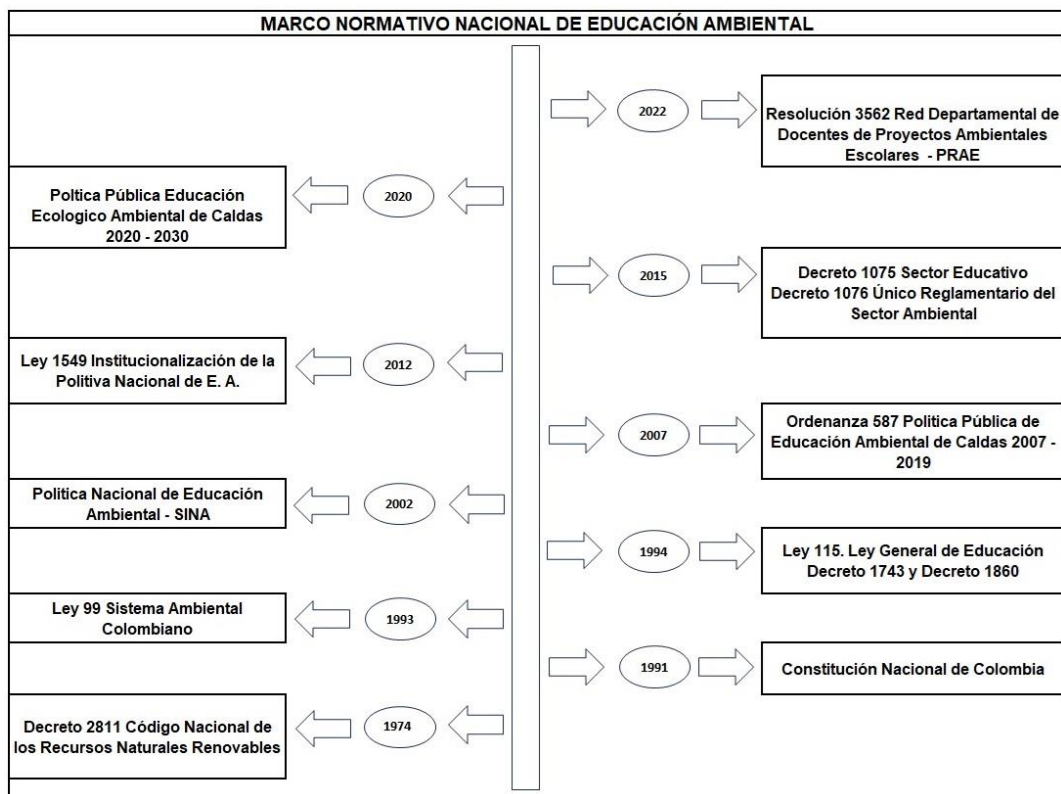 MARCO NORMATIVO NACIONAL DE EDUCACIÓN AMBIENTAL
2022
Resolución 3562 Red Departamental de
Docentes de Proyectos Ambientales
Escolares - PRAE
Poltica Pública Educación
Ecologico Ambiental de Caldas
2020 - 2030
2020
2015
Decreto 1075 Sector Educativo
Decreto 1076 Único Reglamentario del
Sector Ambiental
Ley 1549 Institucionalización de la
Politiva Nacional de E. A.
2012
2007
Ordenanza 587 Politica Pública de
Educación Ambiental de Caldas 2007 -
2019
Politica Nacional de Educación
Ambiental - SINA
2002
1994
Ley 115. Ley General de Educación
Decreto 1743 y Decreto 1860
Ley 99 Sistema Ambiental
Colombiano
1993
1991
Constitución Nacional de Colombia
Decreto 2811 Código Nacional de
los Recursos Naturales Renovables
1974